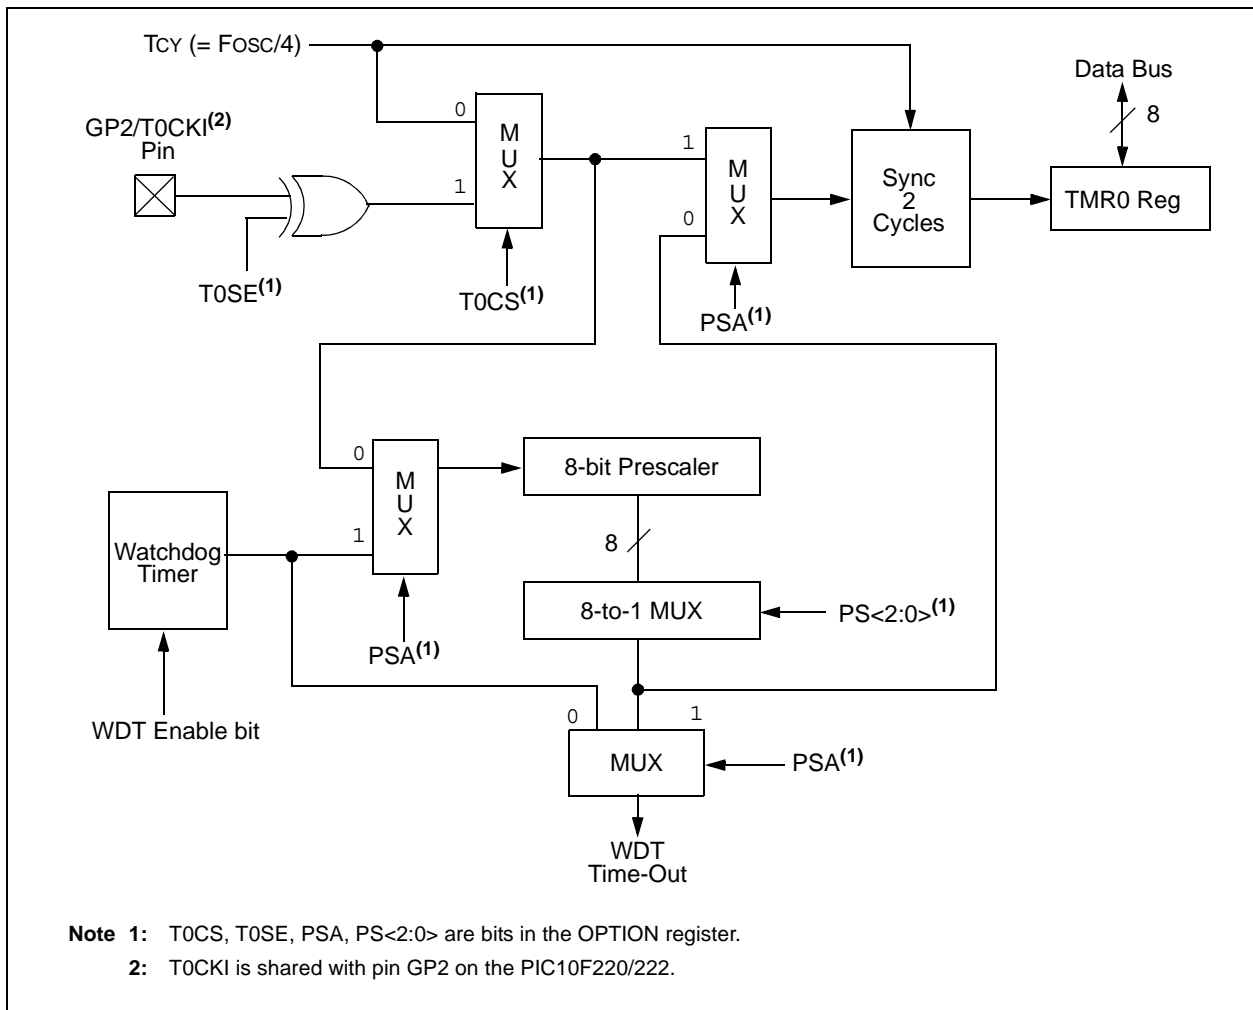 TCY (= FOSC/4)
Data Bus
8
GP2/T0CKI(2)
Pin
0
M
U
X
1
1
M
U
X
0
Sync
2
Cycles
TMR0 Reg
T0SE(1)
T0CS(1)
PSA(1)
0
M
U
X
1
8-bit Prescaler
8
Watchdog
Timer
8-to-1 MUX
PS<2:0>(1)
PSA(1)
WDT Enable bit
0
1
MUX
PSA(1)
WDT
Time-Out
Note 1: T0CS, T0SE, PSA, PS<2:0> are bits in the OPTION register.
2: T0CKI is shared with pin GP2 on the PIC10F220/222.